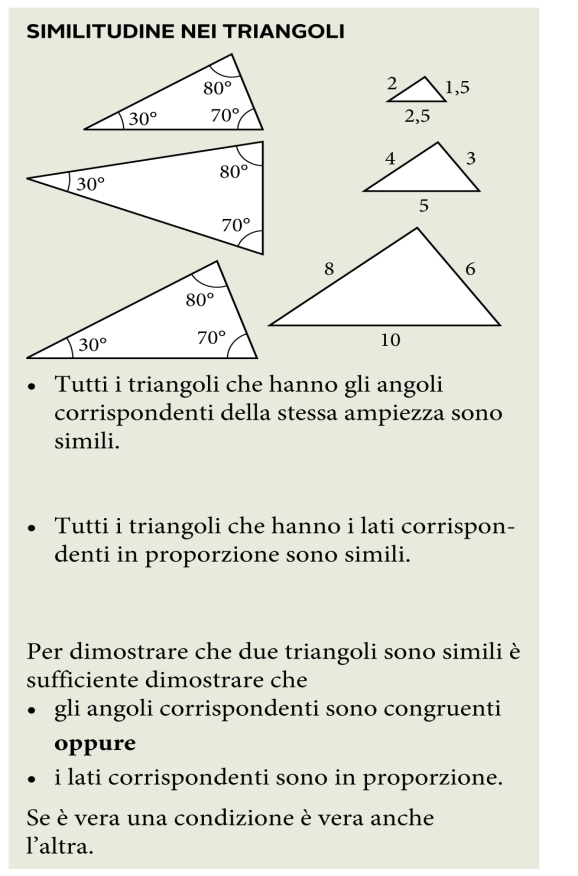 SIMILITUDINE NEI TRIANGOLI
80°
30°
70°
2
1,5
2,5
80°
30°
70°
4
3
5
80°
30°
70°
8
6
10
• Tutti i triangoli che hanno gli angoli
corrispondenti della stessa ampiezza sono
simili.
• Tutti i triangoli che hanno i lati corrispon-
denti in proporzione sono simili.
Per dimostrare che due triangoli sono simili è
sufficiente dimostrare che
• gli angoli corrispondenti sono congruenti
oppure
• i lati corrispondenti sono in proporzione.
Se è vera una condizione è vera anche
l’altra.